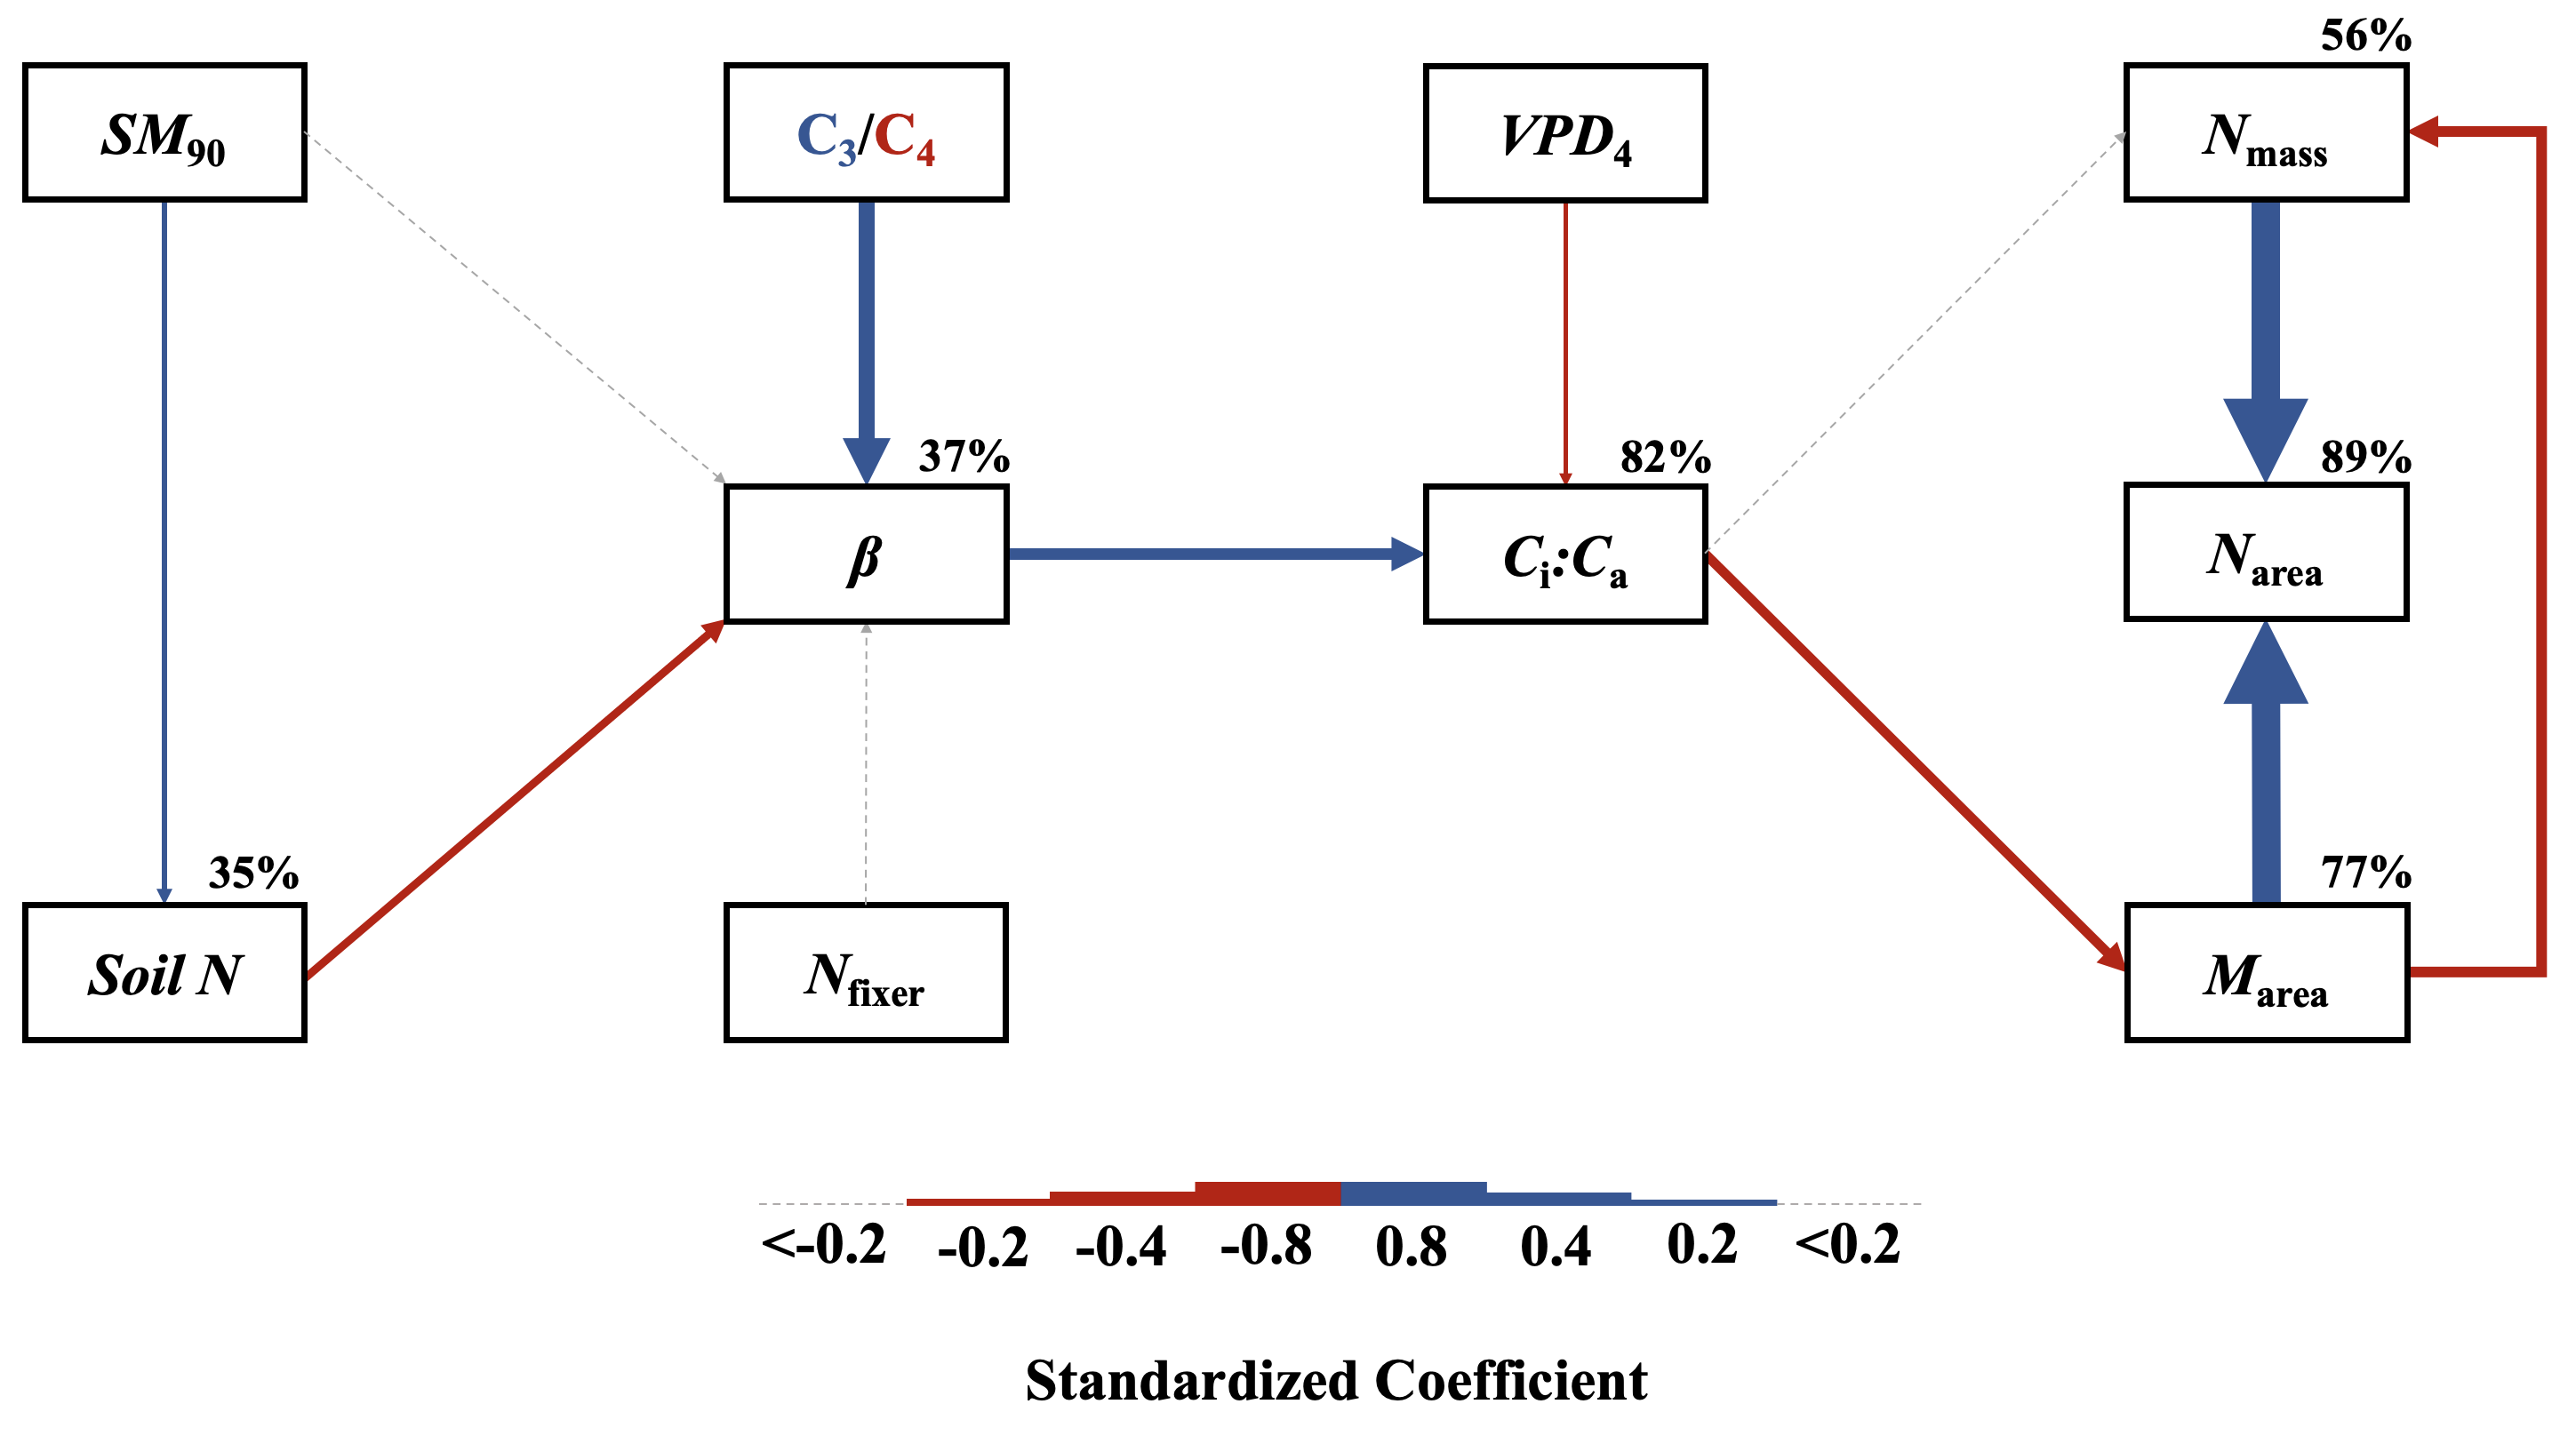 56%
SM90
C3/C4
VPD4
Nmass
37%
82%
89%
β
Ci:Ca
Narea
35%
77%
Soil N
Nfixer
Marea
<-0.2 -0.2 -0.4 -0.8 0.8 0.4 0.2 <0.2
Standardized Coefficient